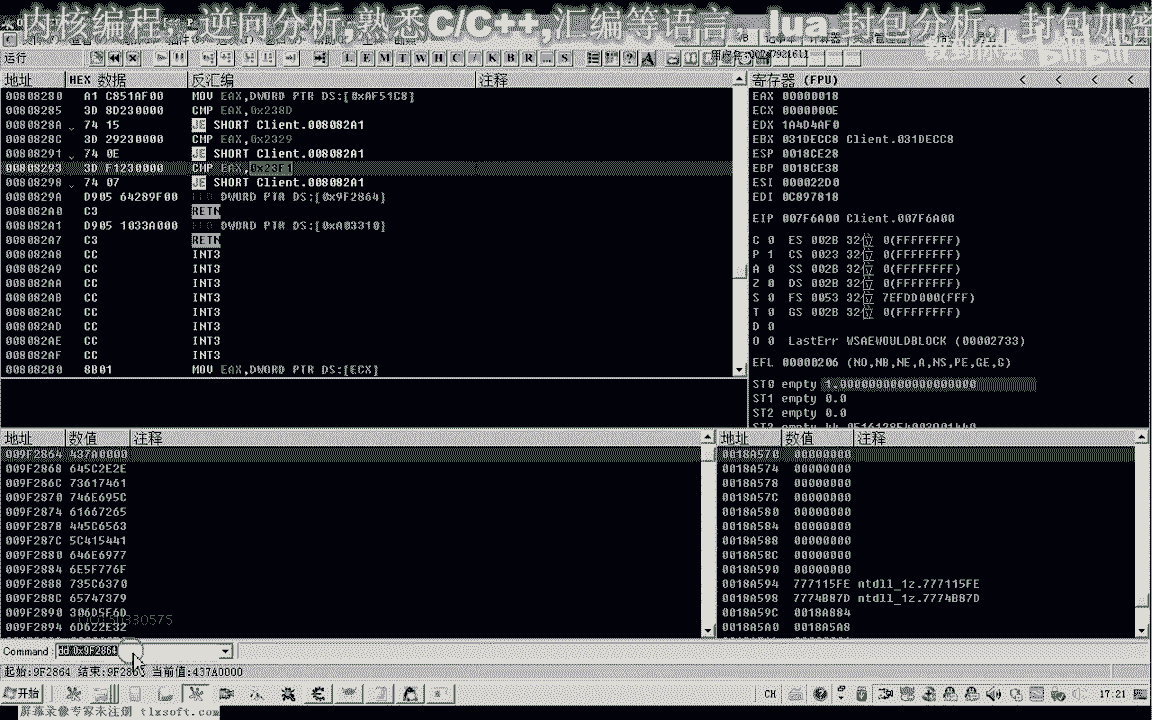 内核编程，逆向分析,熟悉C/C++,汇编等语言 lua 封包分析, 封包加密
运行 L E M T W H C / K B R ... S
地址 HEX 数据 反汇编 注释
00808280 A1 C851AF00 MOV EAX,DWORD PTR DS:[0xAF51C8]
00808285 3D 8D230000 CMP EAX,0x238D
0080828A 74 15 JE SHORT Client.008082A1
0080828C 3D 29230000 CMP EAX,0x2329
00808291 74 0E JE SHORT Client.008082A1
00808293 3D F1230000 CMP EAX,0x23F1
00808298 74 07 JE SHORT Client.008082A1
0080829A D905 64289F00 DWORD PTR DS:[0x9F2864]
008082A0 C3 RETN
008082A1 D905 1033A000 DWORD PTR DS:[0xA03310]
008082A7 C3 RETN
008082A8 CC INT3
008082A9 CC INT3
008082AA CC INT3
008082AB CC INT3
008082AC CC INT3
008082AD CC INT3
008082AE CC INT3
008082AF CC INT3
008082B0 8B01 MOV EAX,DWORD PTR DS:[ECX]
寄存器 (FPU) < < < <
EAX 00000018
ECX 0000000E
EDX 1A4D4AF0
EBX 031DECC8 Client.031DECC8
ESP 0018CE28
EBP 0018CE38
ESI 000022D0
EDI 0C897818
EIP 007F6A00 Client.007F6A00
C 0 ES 002B 32位 0(FFFFFFFF)
P 1 CS 0023 32位 0(FFFFFFFF)
A 0 SS 002B 32位 0(FFFFFFFF)
Z 0 DS 002B 32位 0(FFFFFFFF)
S 0 FS 0053 32位 7EFDD000(FFF)
T 0 GS 002B 32位 0(FFFFFFFF)
D 0
O 0 LastErr WSAEWOULDBLOCK (00002733)
EFL 00000206 (NO,NB,NE,A,NS,PE,GE,G)
ST0 empty 1.0000000000000000000
ST1 empty 0.0
ST2 empty 0.0
地址 数值 注释
009F2864 437A0000
009F2868 645C2E2E
009F286C 73617461
009F2870 746E695C
009F2874 61667265
009F2878 445C6563
009F287C 5C415441
009F2880 646E6977
009F2884 6E5F776F
009F2888 735C6370
009F288C 65747379
009F2890 306D5F6D
009F2894 6D622E32
地址 数值 注释
0018A570 00000000
0018A574 00000000
0018A578 00000000
0018A57C 00000000
0018A580 00000000
0018A584 00000000
0018A588 00000000
0018A58C 00000000
0018A590 00000000
0018A594 777115FE ntdll_1z.777115FE
0018A598 7774B87D ntdll_1z.7774B87D
0018A59C 0018A884
0018A5A0 0018A5A8
Command : dd 0x9F2864
起始:9F2864 结束:9F2863 当前值:437A0000
开始 CH 17:21
屏幕录像专家未注册 tlxsoft.com